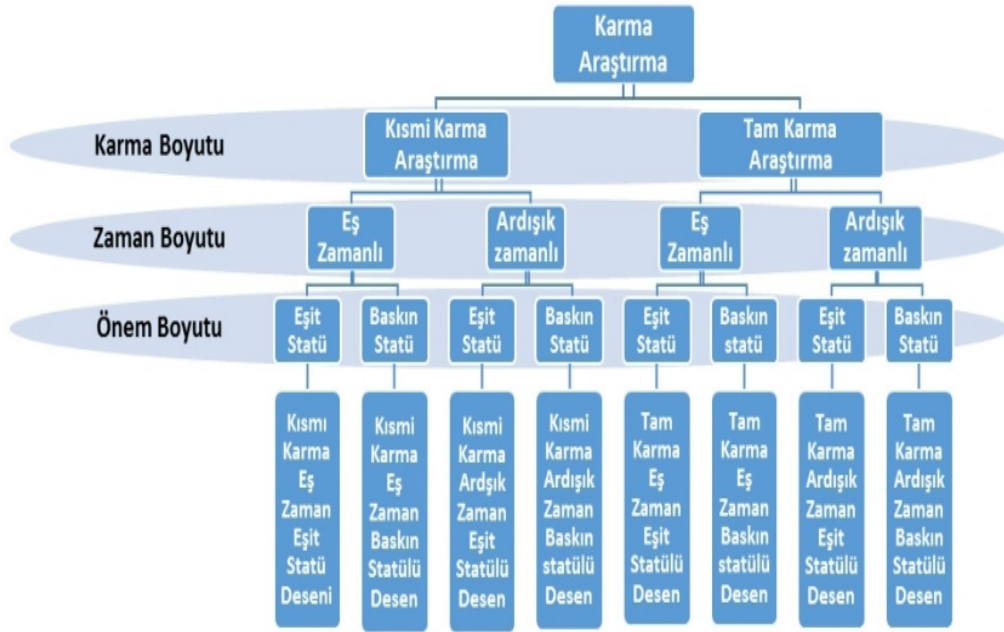 Karma
Araştırma
Karma Boyutu
Kısmi Karma
Araştırma
Tam Karma
Araştırma
Zaman Boyutu
Eş
Zamanlı
Ardışık
zamanlı
Eş
Zamanlı
Ardışık
zamanlı
Önem Boyutu
Eşit
Statü
Baskın
Statü
Eşit
Statü
Baskın
Statü
Eşit
Statü
Baskın
statü
Eşit
Statü
Baskın
Statü
Kısmı
Karma
Eş
Zaman
Eşit
Statü
Deseni
Kısmi
Karma
Eş
Zaman
Baskın
Statülü
Desen
Kısmi
Karma
Ardşık
Zaman
Eşit
Statülü
Desen
Kısmi
Karma
Ardışık
Zaman
Baskın
statülü
Desen
Tam
Karma
Eş
Zaman
Eşit
Statülü
Desen
Tam
Karma
Eş
Zaman
Baskın
statülü
Desen
Tam
Karma
Ardışık
Zaman
Eşit
Statülü
Desen
Tam
Karma
Ardışık
Zaman
Baskın
Statülü
Desen